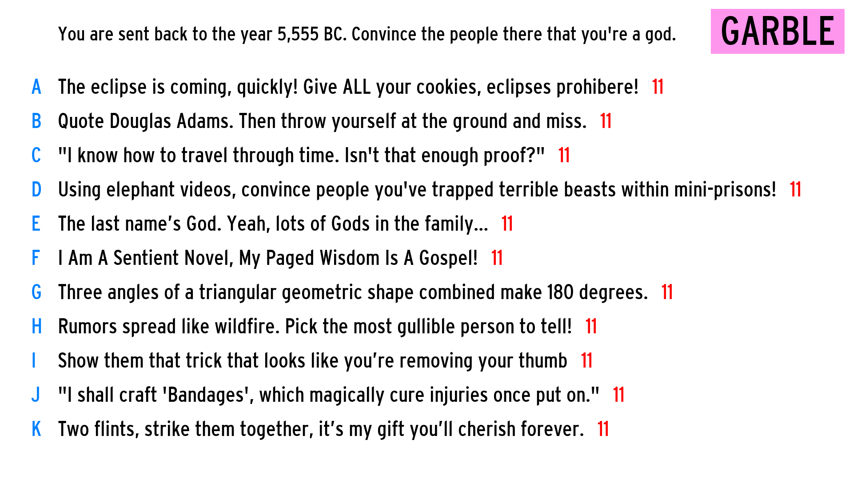 You are sent back to the year 5,555 BC. Convince the people there that you're a god.
GARBLE
A The eclipse is coming, quickly! Give ALL your cookies, eclipses prohibere! 11
B Quote Douglas Adams. Then throw yourself at the ground and miss. 11
C "I know how to travel through time. Isn't that enough proof?" 11
D Using elephant videos, convince people you've trapped terrible beasts within mini-prisons! 11
E The last name’s God. Yeah, lots of Gods in the family... 11
F I Am A Sentient Novel, My Paged Wisdom Is A Gospel! 11
G Three angles of a triangular geometric shape combined make 180 degrees. 11
H Rumors spread like wildfire. Pick the most gullible person to tell! 11
I Show them that trick that looks like you’re removing your thumb 11
J "I shall craft 'Bandages', which magically cure injuries once put on." 11
K Two flints, strike them together, it’s my gift you’ll cherish forever. 11